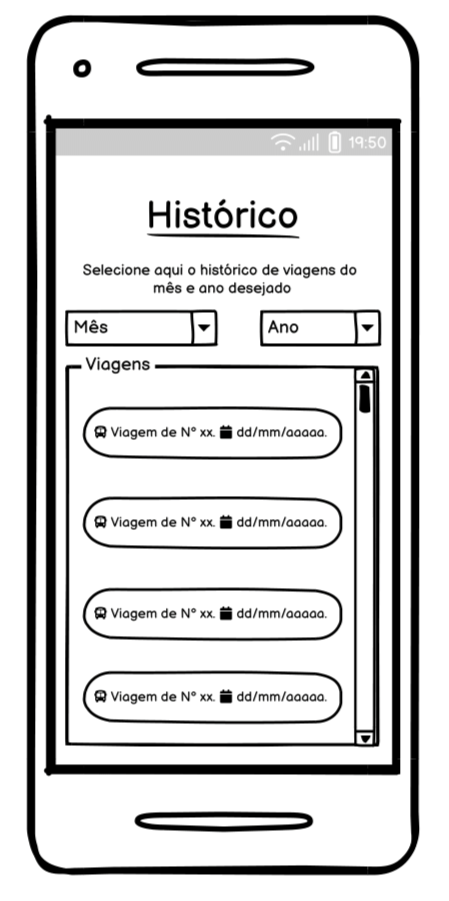 19:50
Histórico
Selecione aqui o histórico de viagens do
mês e ano desejado
Mês
Ano
Viagens
Viagem de N° xx. dd/mm/aaaaa.
Viagem de N° xx. dd/mm/aaaaa.
Viagem de N° xx. dd/mm/aaaaa.
Viagem de N° xx. dd/mm/aaaaa.